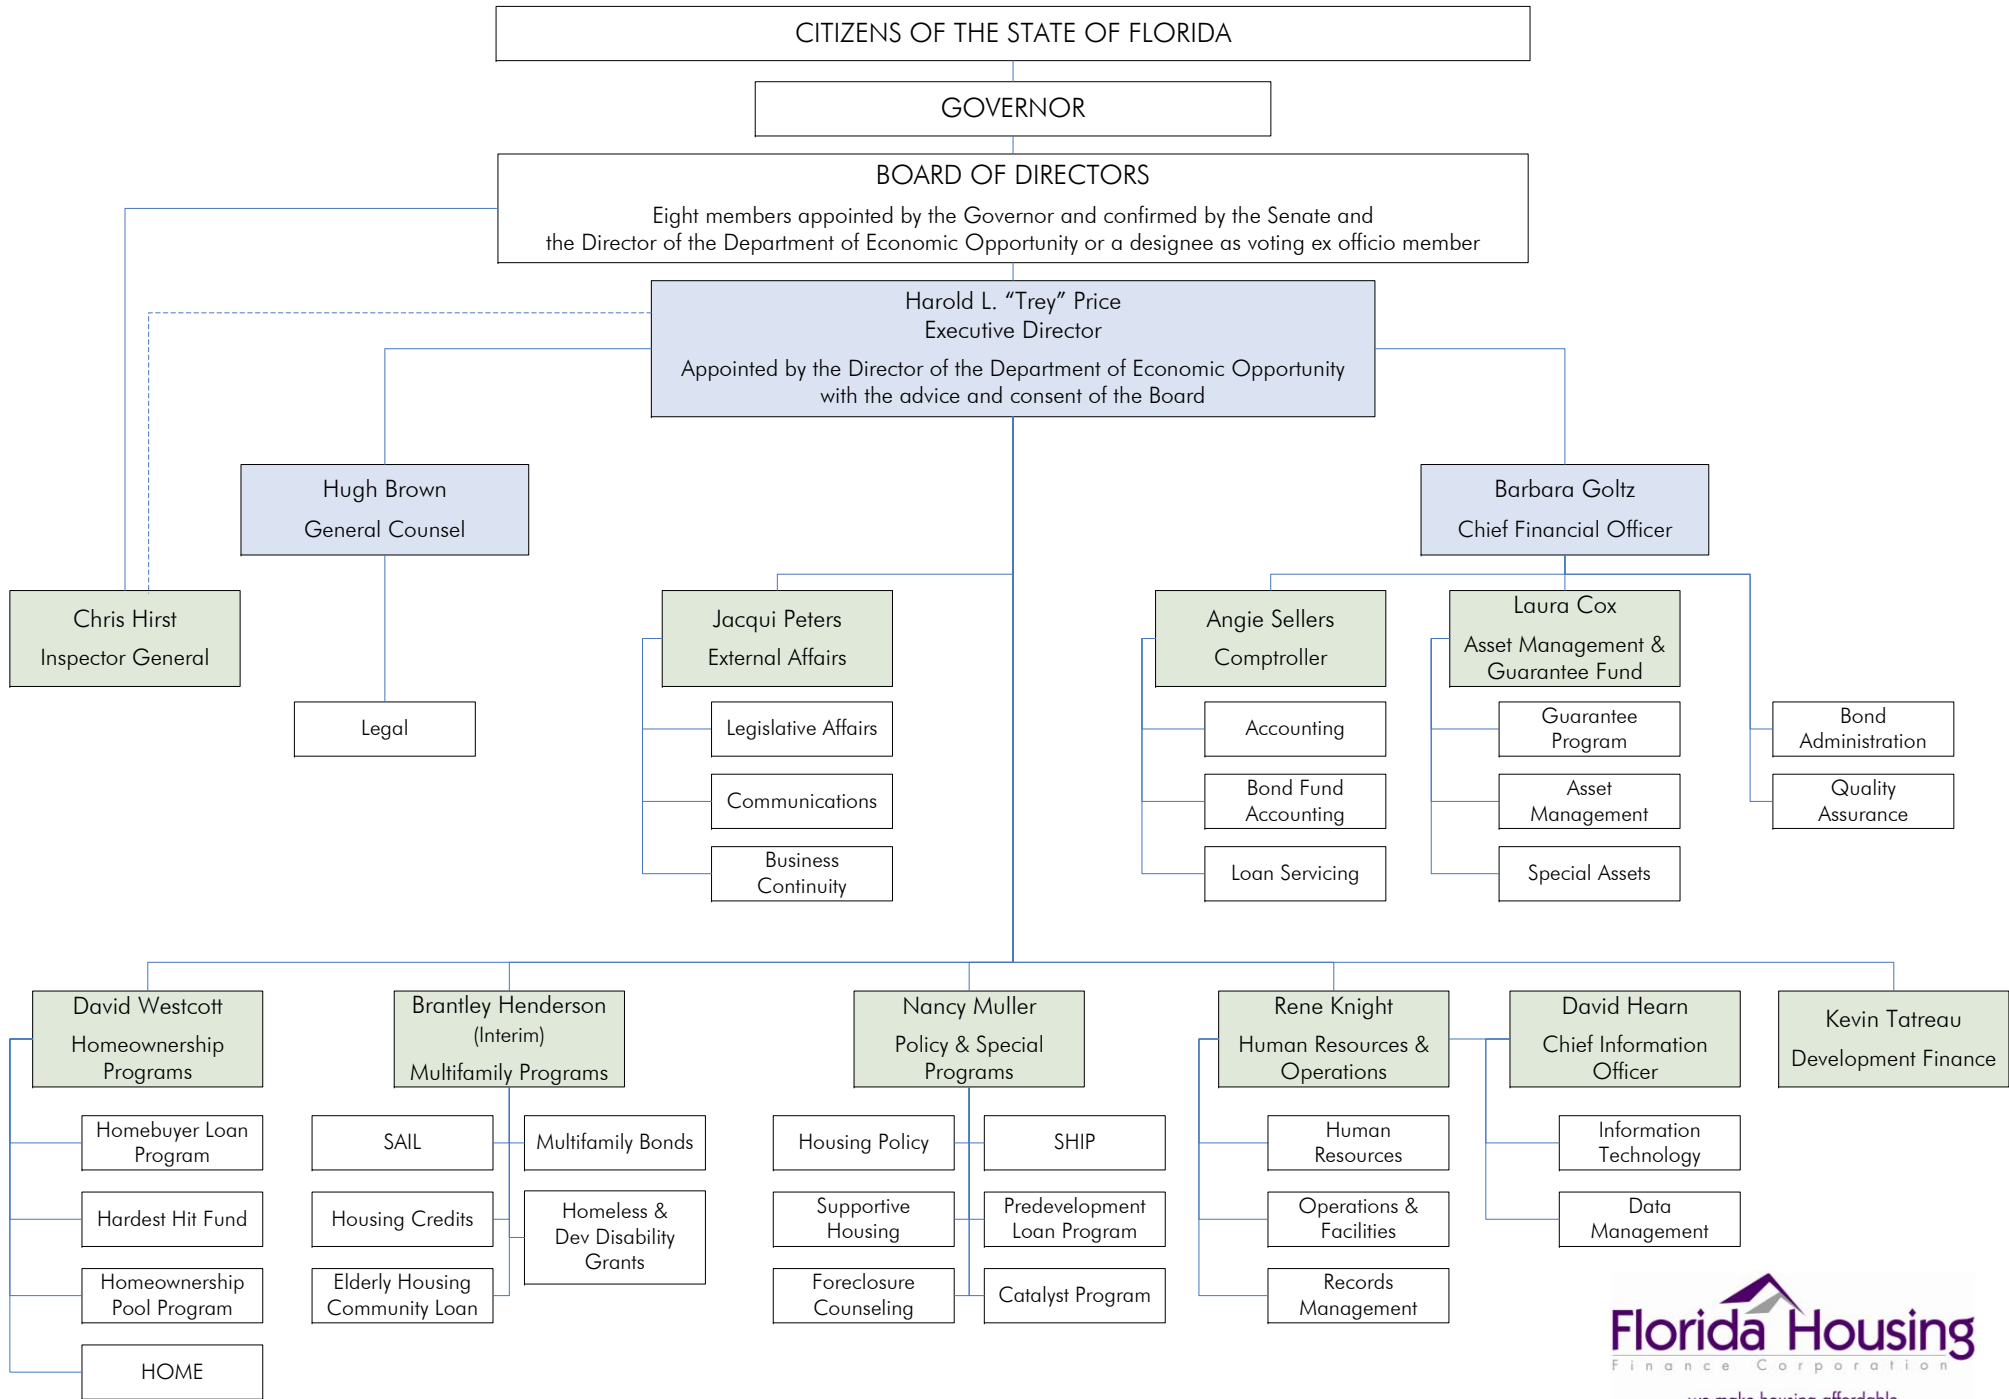 CITIZENS OF THE STATE OF FLORIDA
GOVERNOR
BOARD OF DIRECTORS
Eight members appointed by the Governor and confirmed by the Senate and
the Director of the Department of Economic Opportunity or a designee as voting ex officio member
Harold L. “Trey” Price
Executive Director
Appointed by the Director of the Department of Economic Opportunity
with the advice and consent of the Board
Hugh Brown
General Counsel
Barbara Goltz
Chief Financial Officer
Chris Hirst
Inspector General
Legal
Jacqui Peters
External Affairs
Legislative Affairs
Communications
Business
Continuity
Angie Sellers
Comptroller
Accounting
Bond Fund
Accounting
Loan Servicing
Laura Cox
Asset Management &
Guarantee Fund
Guarantee
Program
Asset
Management
Special Assets
Bond
Administration
Quality
Assurance
David Westcott
Homeownership
Programs
Homebuyer Loan
Program
Hardest Hit Fund
Homeownership
Pool Program
HOME
Brantley Henderson
(Interim)
Multifamily Programs
SAIL
Housing Credits
Elderly Housing
Community Loan
Multifamily Bonds
Homeless &
Dev Disability
Grants
Nancy Muller
Policy & Special
Programs
Housing Policy
Supportive
Housing
Foreclosure
Counseling
SHIP
Predevelopment
Loan Program
Catalyst Program
Rene Knight
Human Resources &
Operations
Human
Resources
Operations &
Facilities
Records
Management
David Hearn
Chief Information
Officer
Information
Technology
Data
Management
Kevin Tatreau
Development Finance
Florida Housing
Finance Corporation
we make housing affordable